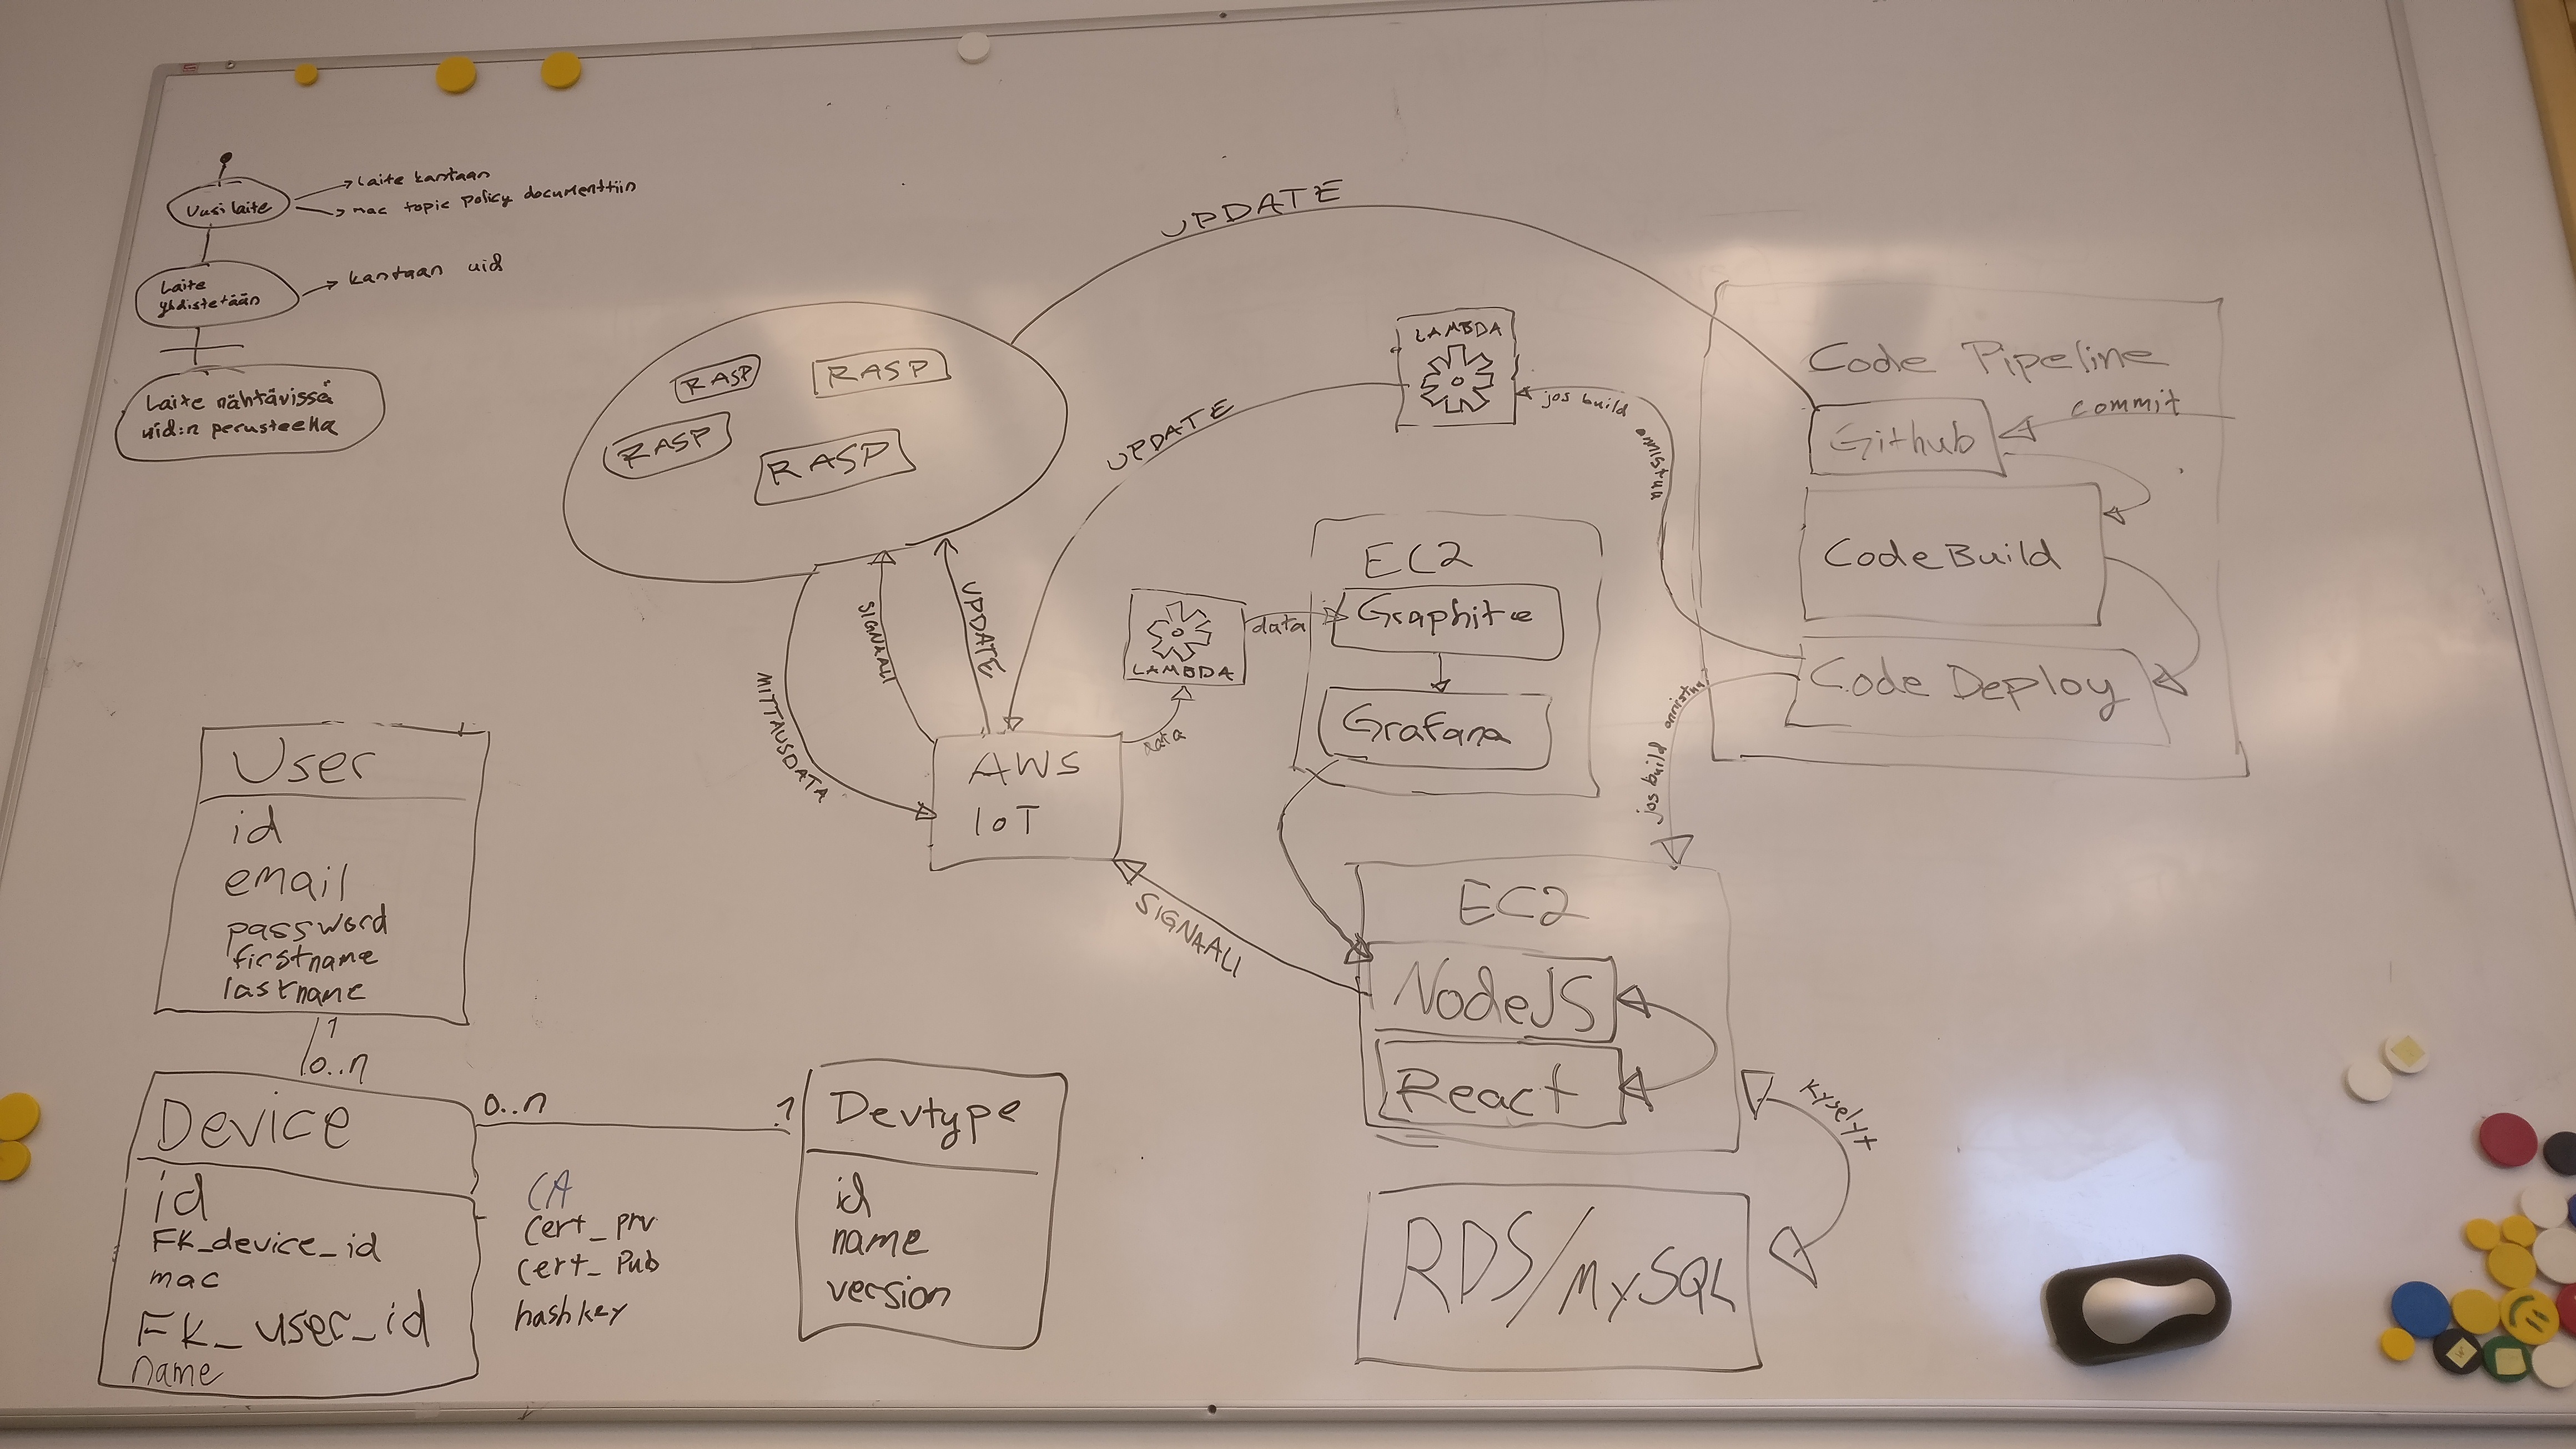 Uusi laite
laite kantaan
mac topic policy documenttiin
Laite
yhdistetään
kantaan uid
Laite nähtävissä
uid:n perusteella
UPDATE
RASP
RASP
RASP
RASP
UPDATE
LAMBDA
jos build
onnistuu
Code Pipeline
commit
Github
CodeBuild
Code Deploy
jos build onnistuu
EC2
Graphite
Grafana
LAMBDA
data
data
MITTAUSDATA
SIGNAALI
UPDATE
AWS
IoT
SIGNAALI
EC2
NodeJS
React
Kyselyt
RDS/MySQL
User
id
email
password
firstname
lastname
1
0..n
Device
id
FK_device_id
mac
FK_user_id
name
0..n
1
CA
cert_prv
cert_Pub
hashkey
Devtype
id
name
version